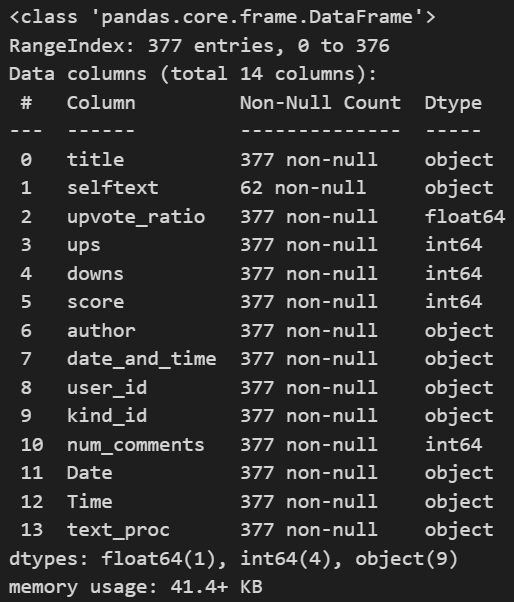 <class 'pandas.core.frame.DataFrame'>
RangeIndex: 377 entries, 0 to 376
Data columns (total 14 columns):
 #   Column         Non-Null Count  Dtype
---  ------         --------------  -----
 0   title          377 non-null    object
 1   selftext       62 non-null     object
 2   upvote_ratio   377 non-null    float64
 3   ups            377 non-null    int64
 4   downs          377 non-null    int64
 5   score          377 non-null    int64
 6   author         377 non-null    object
 7   date_and_time  377 non-null    object
 8   user_id        377 non-null    object
 9   kind_id        377 non-null    object
 10  num_comments   377 non-null    int64
 11  Date           377 non-null    object
 12  Time           377 non-null    object
 13  text_proc      377 non-null    object
dtypes: float64(1), int64(4), object(9)
memory usage: 41.4+ KB